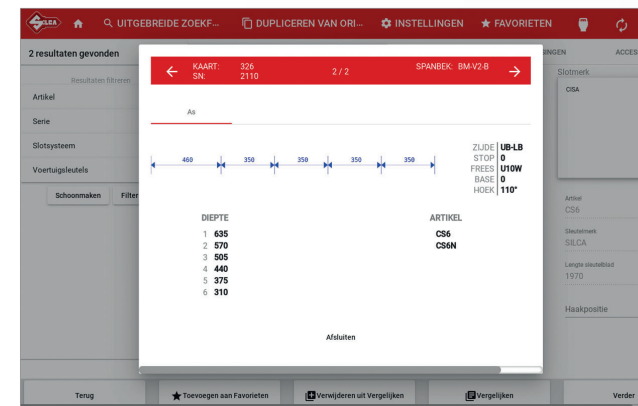 SILCA
UITGEBREIDE ZOEKF...
DUPLICEREN VAN ORI...
INSTELLINGEN
FAVORIETEN
2 resultaten gevonden
INGEN
ACCES
Resultaten filtreren
Artikel
Serie
Slotsysteem
Voertuigsleutels
Schoonmaken
Filter
KAART: 326
SN: 2110
2 / 2
SPANBEK: BM-V2-B
As
460 350 350 350 350
ZIJDE UB-LB
STOP 0
FREES U10W
BASE 0
HOEK 110°
DIEPTE
1 635
2 570
3 505
4 440
5 375
6 310
ARTIKEL
CS6
CS6N
Afsluiten
Slotmerk
CISA
Artikel
CS6
Sleutelmerk
SILCA
Lengte sleutelblad
1970
Haakpositie
Terug
Toevoegen aan Favorieten
Verwijderen uit Vergelijken
Vergelijken
Verder